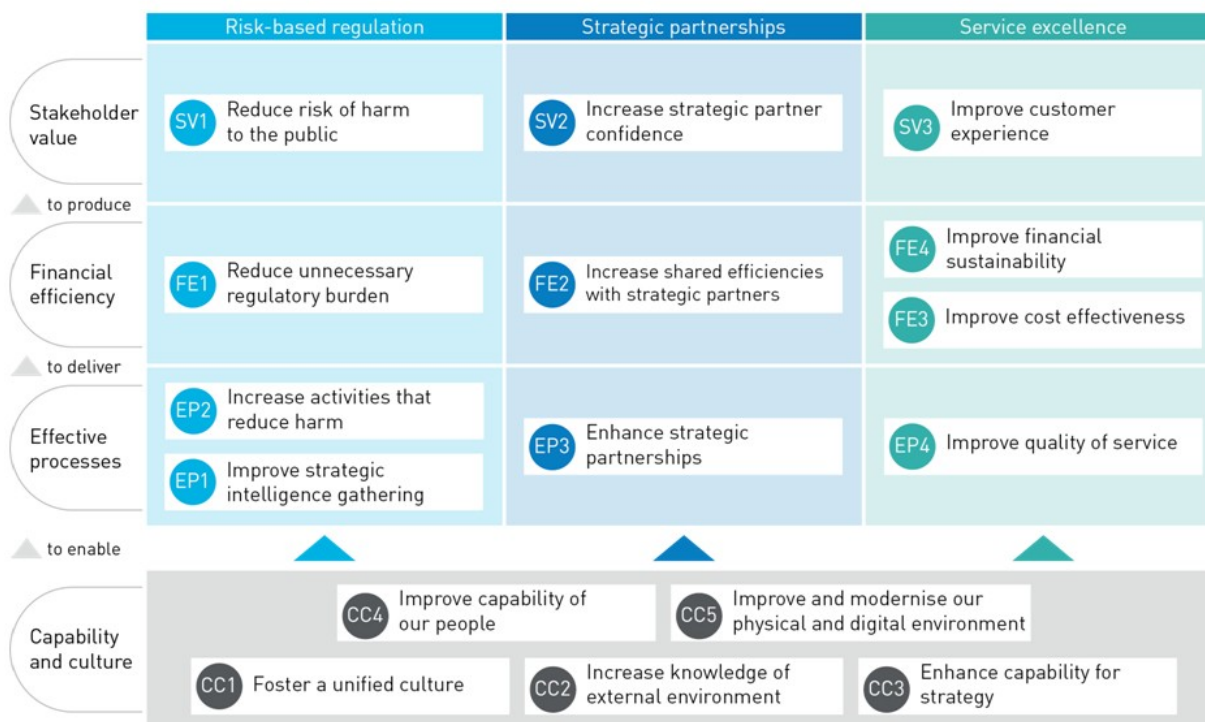 Risk-based regulation
Strategic partnerships
Service excellence
Stakeholder
value
SV1
Reduce risk of harm
to the public
SV2
Increase strategic partner
confidence
SV3
Improve customer
experience
to produce
Financial
efficiency
FE1
Reduce unnecessary
regulatory burden
FE2
Increase shared efficiencies
with strategic partners
FE4
Improve financial
sustainability
FE3
Improve cost effectiveness
to deliver
Effective
processes
EP2
Increase activities that
reduce harm
EP1
Improve strategic
intelligence gathering
EP3
Enhance strategic
partnerships
EP4
Improve quality of service
to enable
Capability
and culture
CC4
Improve capability of
our people
CC5
Improve and modernise our
physical and digital environment
CC1
Foster a unified culture
CC2
Increase knowledge of
external environment
CC3
Enhance capability for
strategy